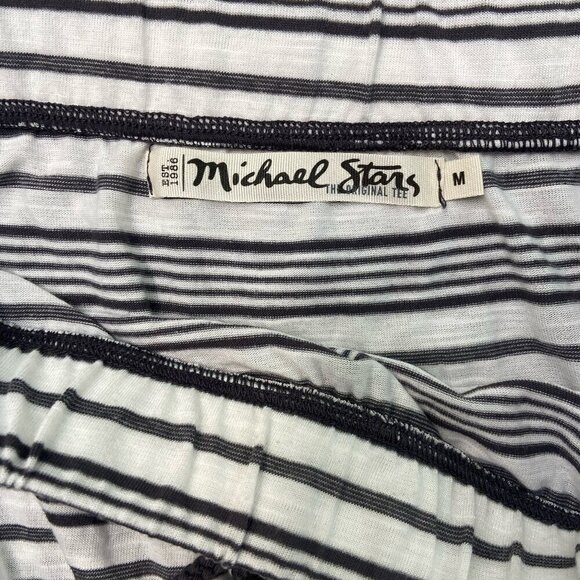 EST. 1986
Michael Stars
THE ORIGINAL TEE
M